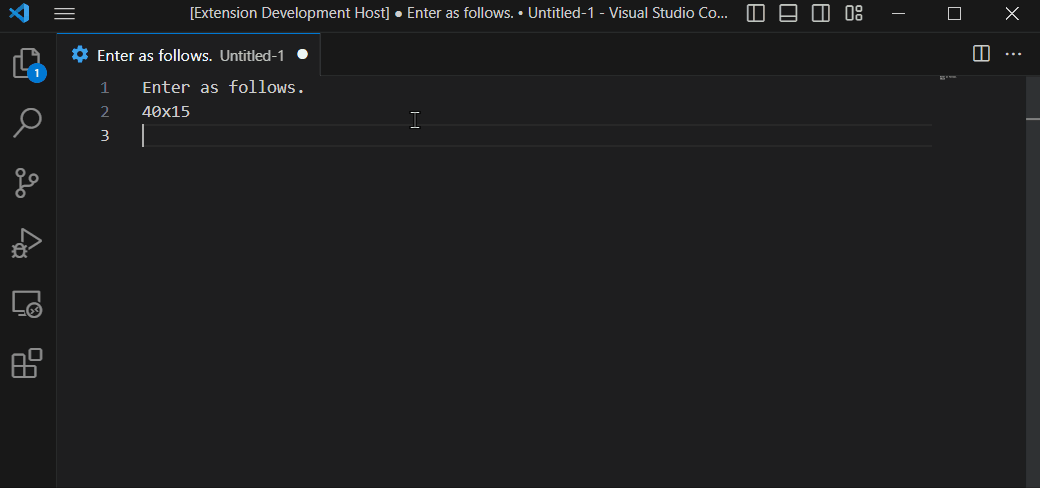 [Extension Development Host] ● Enter as follows. • Untitled-1 - Visual Studio Co...
1
Enter as follows. Untitled-1
1 Enter as follows.
2 40x15
3